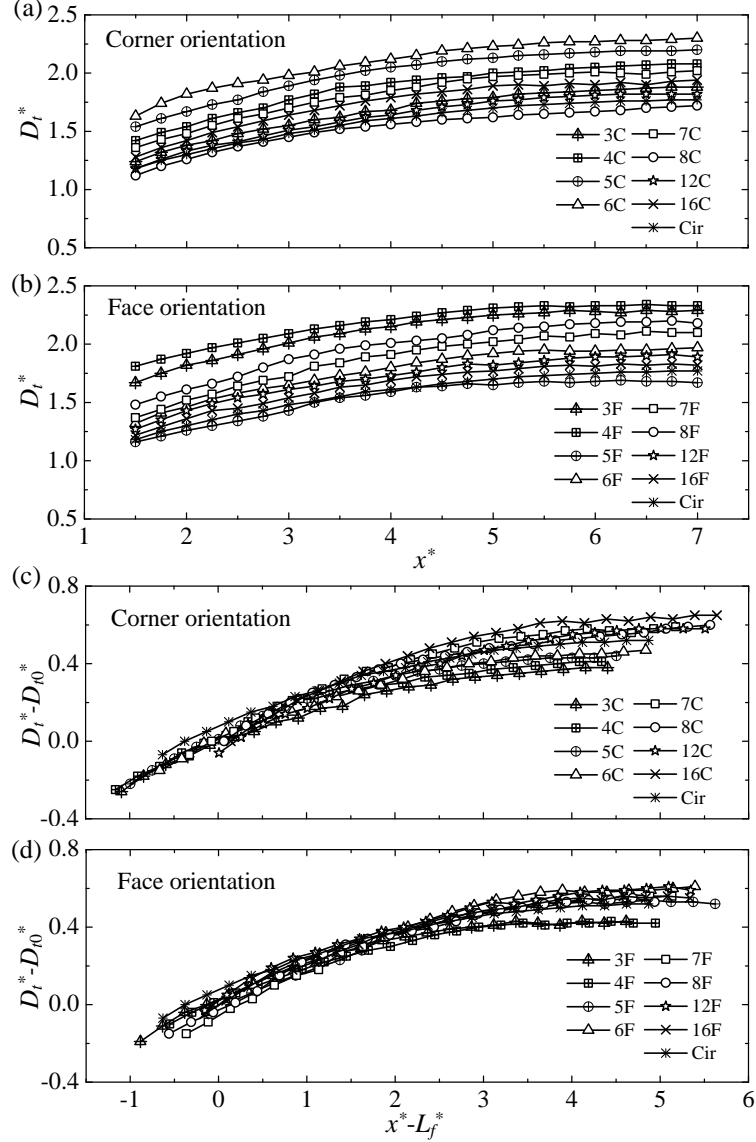 (a)
Corner orientation
2.5
2.0
1.5
1.0
0.5
D_t^*
3C 7C
4C 8C
5C 12C
6C 16C
Cir
(b)
Face orientation
2.5
2.0
1.5
1.0
0.5
D_t^*
3F 7F
4F 8F
5F 12F
6F 16F
Cir
1 2 3 4 5 6 7
x^*
(c)
Corner orientation
0.8
0.4
0.0
-0.4
D_t^*-D_{t0}^*
3C 7C
4C 8C
5C 12C
6C 16C
Cir
(d)
Face orientation
0.8
0.4
0.0
-0.4
D_t^*-D_{t0}^*
3F 7F
4F 8F
5F 12F
6F 16F
Cir
-1 0 1 2 3 4 5 6
x^*-L_f^*